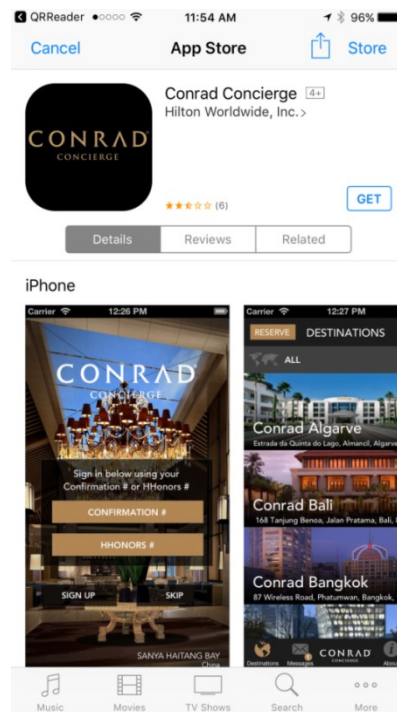 QRReader
11:54 AM
96%
Cancel
App Store
Store
CONRAD
CONCIERGE
Conrad Concierge 4+
Hilton Worldwide, Inc. >
(6)
GET
Details
Reviews
Related
iPhone
Carrier
12:26 PM
CONRAD
CONCIERGE
Sign in below using your
Confirmation # or HHonors #
CONFIRMATION #
HHONORS #
SIGN UP
SKIP
SANYA HAITANG BAY
China
Carrier
12:27 PM
RESERVE
DESTINATIONS
ALL
Conrad Algarve
Estrada da Quinta do Lago, Almancil, Algarve
Conrad Bali
168 Tanjung Benoa, Jalan Pratama, Bali,
Conrad Bangkok
87 Wireless Road, Phatumwan, Bangkok,
Destinations
Messages
CONRAD
CONCIERGE
Music
Movies
TV Shows
Search
More